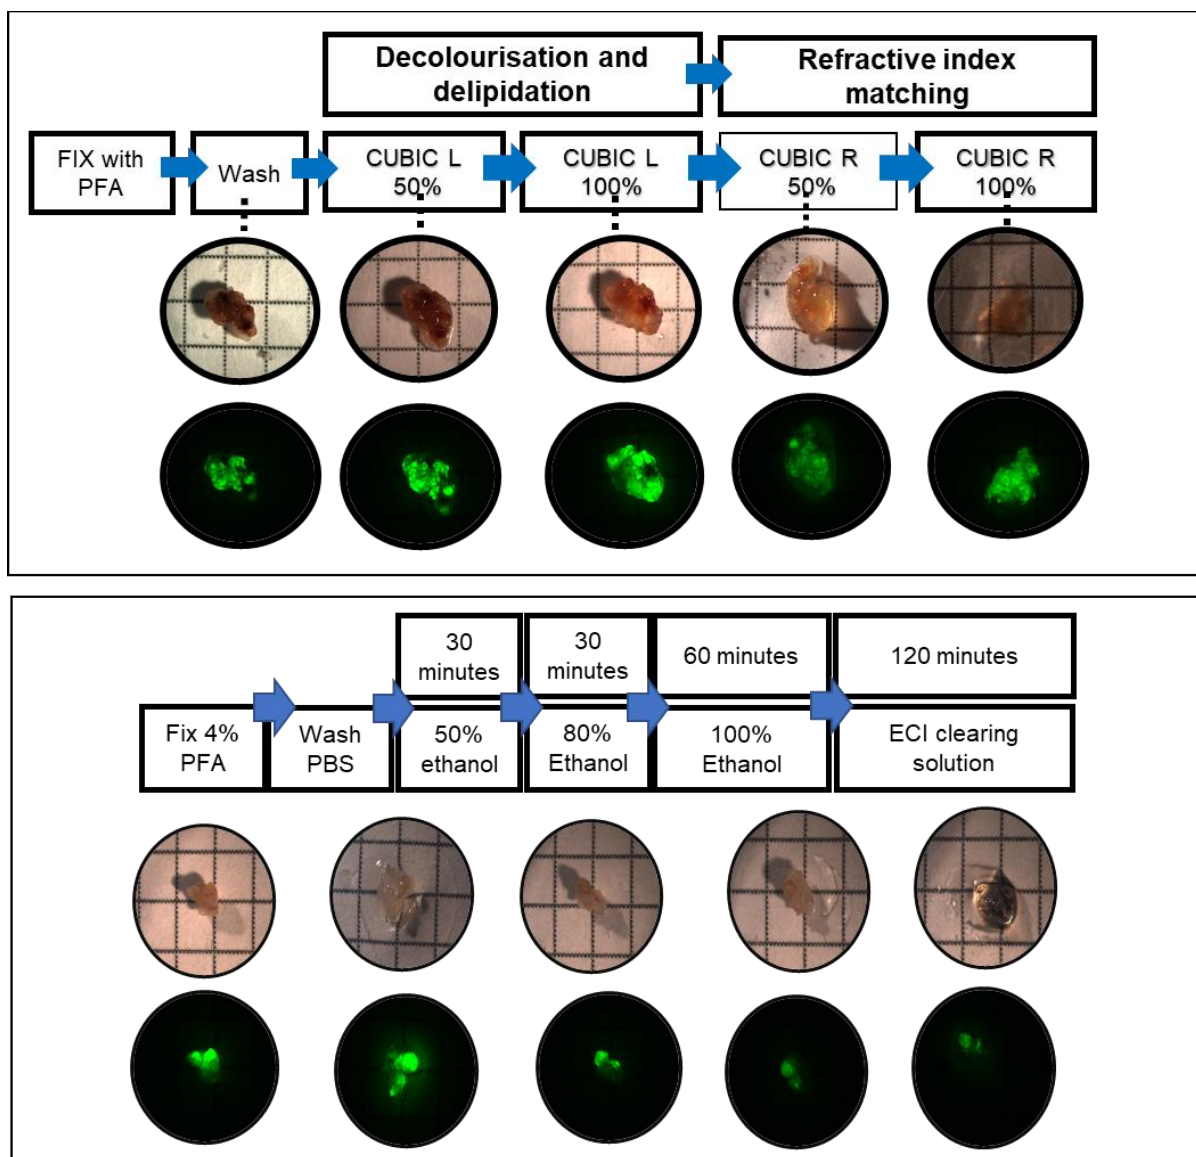 Decolourisation and
delipidation
Refractive index
matching
FIX with
PFA
Wash
CUBIC L
50%
CUBIC L
100%
CUBIC R
50%
CUBIC R
100%
30
minutes
30
minutes
60 minutes
120 minutes
Fix 4%
PFA
Wash
PBS
50%
ethanol
80%
Ethanol
100%
Ethanol
ECI clearing
solution